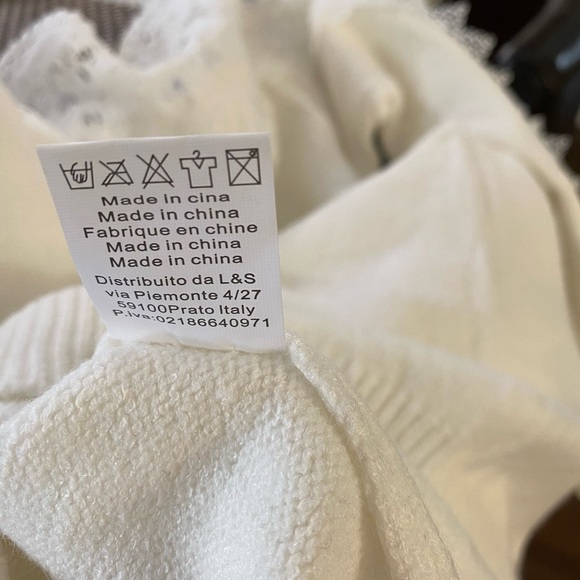 Made in cina
Made in china
Fabrique en chine
Made in china
Made in china
Distribuito da L&S
via Piemonte 4/27
59100Prato Italy
P.iva:02186640971